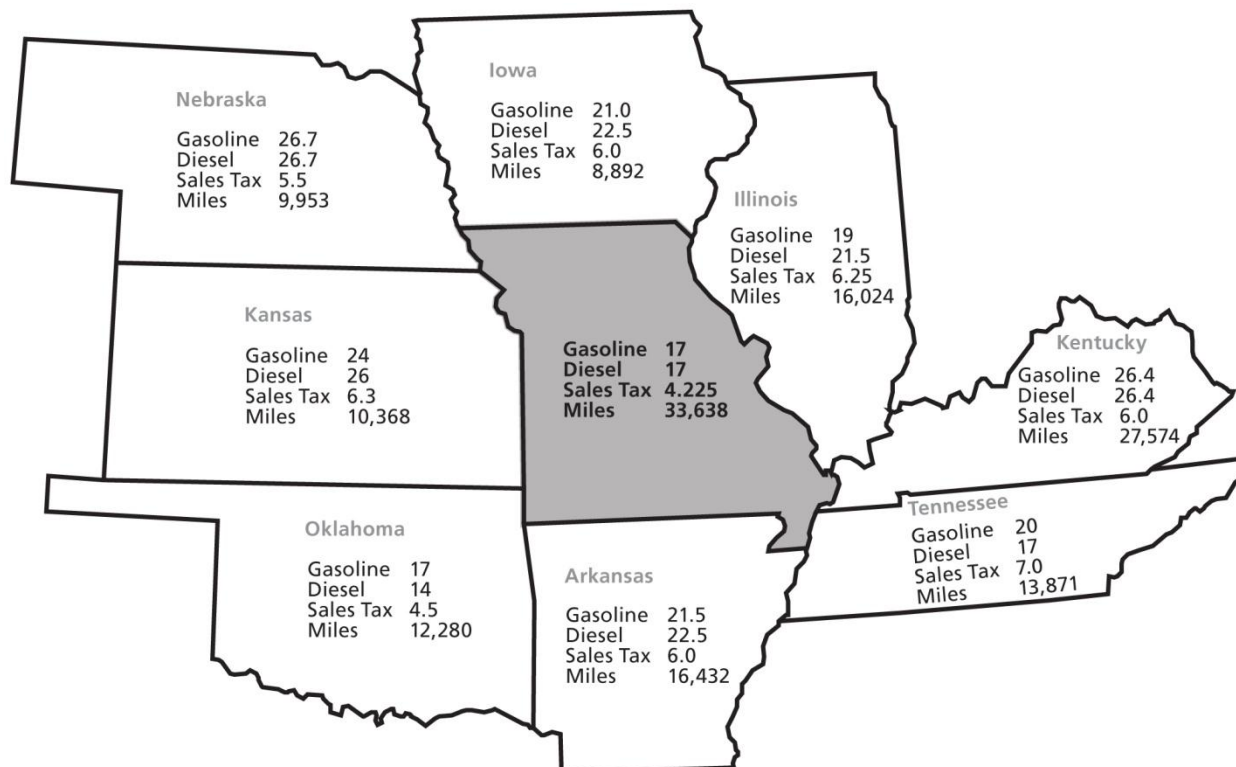 Iowa
Gasoline 21.0
Diesel 22.5
Sales Tax 6.0
Miles 8,892
Nebraska
Gasoline 26.7
Diesel 26.7
Sales Tax 5.5
Miles 9,953
Illinois
Gasoline 19
Diesel 21.5
Sales Tax 6.25
Miles 16,024
Kansas
Gasoline 24
Diesel 26
Sales Tax 6.3
Miles 10,368
Gasoline 17
Diesel 17
Sales Tax 4.225
Miles 33,638
Kentucky
Gasoline 26.4
Diesel 26.4
Sales Tax 6.0
Miles 27,574
Oklahoma
Gasoline 17
Diesel 14
Sales Tax 4.5
Miles 12,280
Arkansas
Gasoline 21.5
Diesel 22.5
Sales Tax 6.0
Miles 16,432
Tennessee
Gasoline 20
Diesel 17
Sales Tax 7.0
Miles 13,871